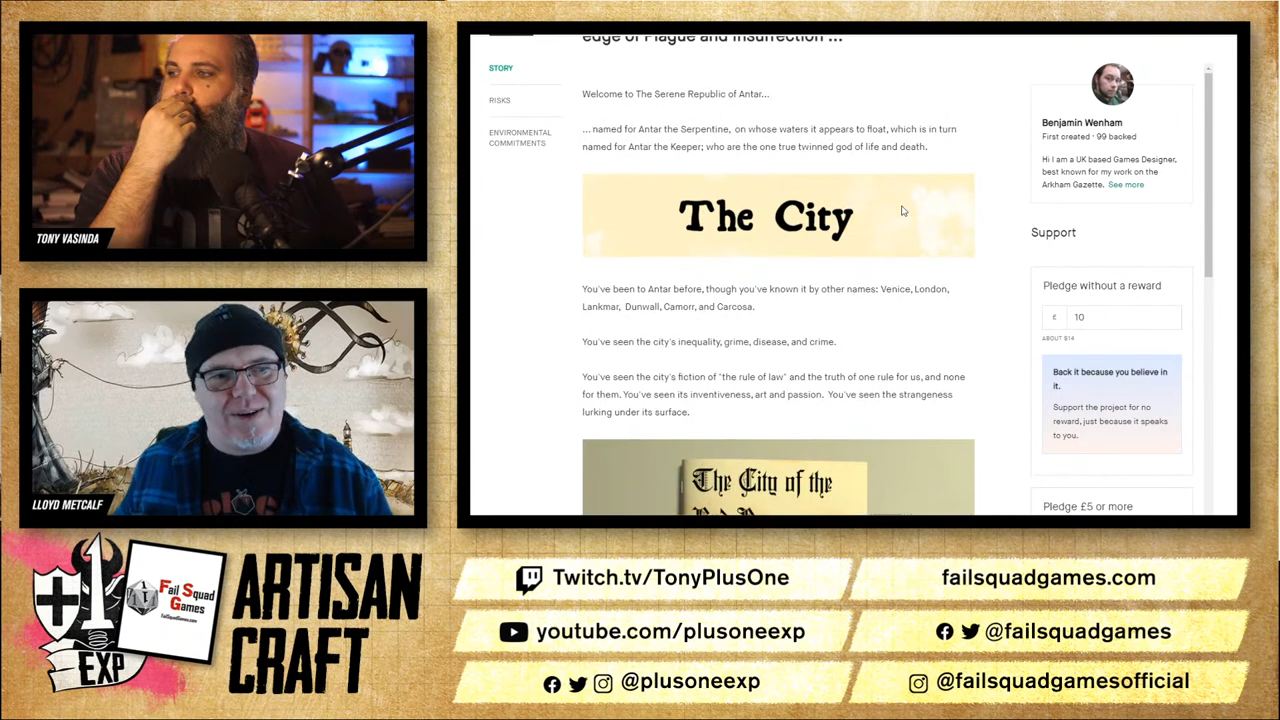 TONY VASINDA
LLOYD METCALF
edge of Plague and Insurrection ...
STORY
RISKS
ENVIRONMENTAL
COMMITMENTS
Welcome to The Serene Republic of Antar...
... named for Antar the Serpentine, on whose waters it appears to float, which is in turn
named for Antar the Keeper; who are the one true twinned god of life and death.
The City
You've been to Antar before, though you've known it by other names: Venice, London,
Lankmar, Dunwall, Camorr, and Carcosa.
You've seen the city's inequality, grime, disease, and crime.
You've seen the city's fiction of "the rule of law" and the truth of one rule for us, and none
for them. You've seen its inventiveness, art and passion. You've seen the strangeness
lurking under its surface.
The City of the
Benjamin Wenham
First created · 99 backed
Hi I am a UK based Games Designer,
best known for my work on the
Arkham Gazette. See more
Support
Pledge without a reward
£ 10
ABOUT $14
Back it because you believe in
it.
Support the project for no
reward, just because it speaks
to you.
Pledge £5 or more
1
EXP
Fail Squad
Games
FailSquadGames.com
ARTISAN
CRAFT
Twitch.tv/TonyPlusOne
youtube.com/plusoneexp
@plusoneexp
failsquadgames.com
@failsquadgames
@failsquadgamesofficial